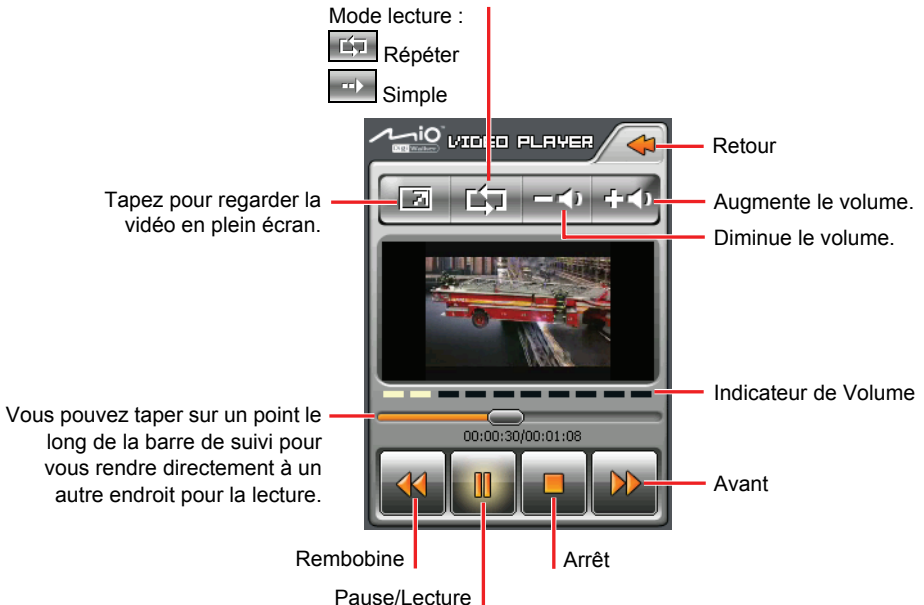 Mode lecture :
Répéter
Simple
mio
DigiWalker
VIDEO PLAYER
Retour
Tapez pour regarder la
vidéo en plein écran.
Augmente le volume.
Diminue le volume.
Indicateur de Volume
Vous pouvez taper sur un point le
long de la barre de suivi pour
vous rendre directement à un
autre endroit pour la lecture.
00:00:30/00:01:08
Avant
Rembobine
Arrêt
Pause/Lecture